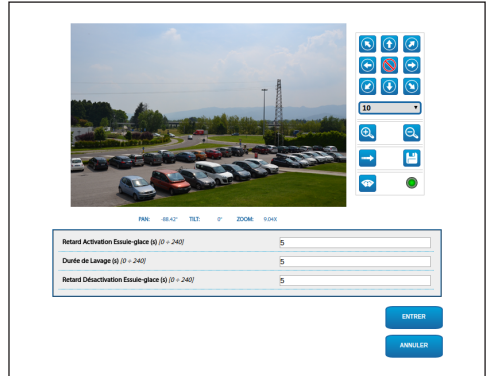 10
PAN: -86.42° TILT: 0° ZOOM: 9.04X
Retard Activation Essuie-glace (s) [0 ÷ 240] 5
Durée de Lavage (s) [0 ÷ 240] 5
Retard Désactivation Essuie-glace (s) [0 ÷ 240] 5
ENTRER
ANNULER